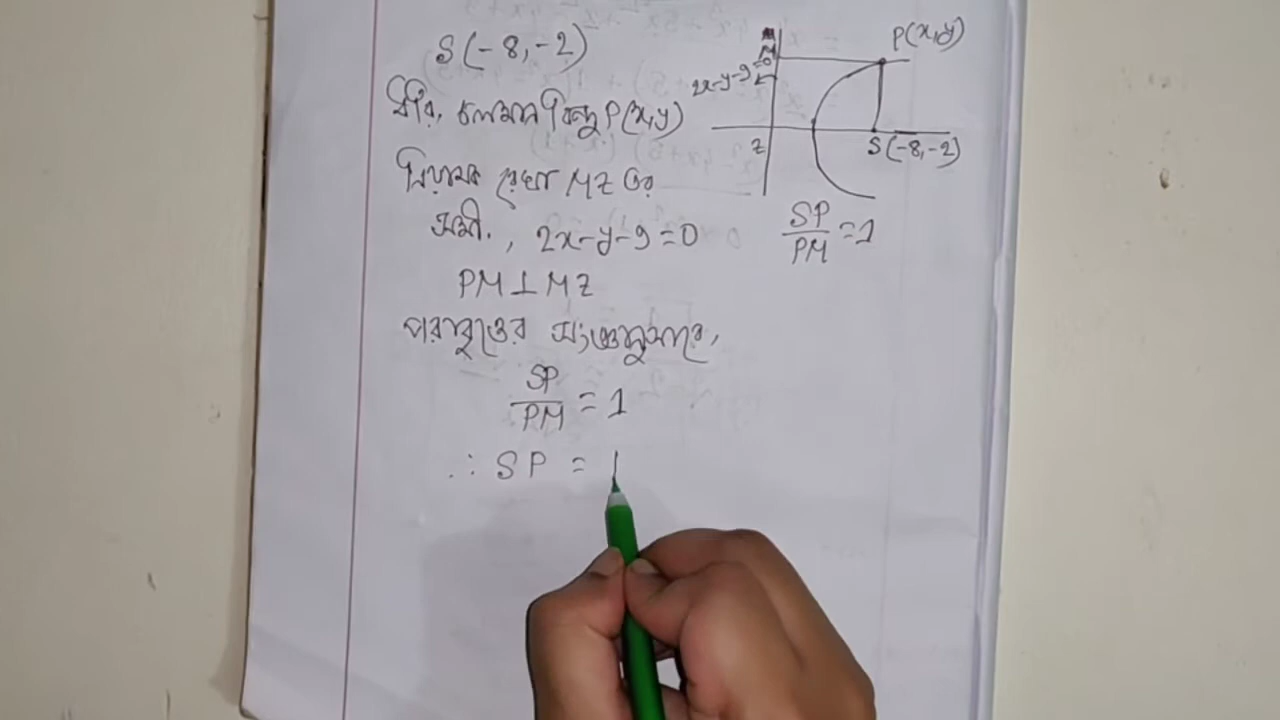 S(-8,-2)
ধরি, চলমান বিন্দু P(x,y)
নিয়ামক রেখা MZ এর
সমী., 2x-y-9=0
PM⊥MZ
পরাবৃত্তের সংজ্ঞানুসারে,
SP/PM = 1
∴ SP =
P(x,y)
M
2x-y-9=0
Z
S(-8,-2)
SP/PM = 1